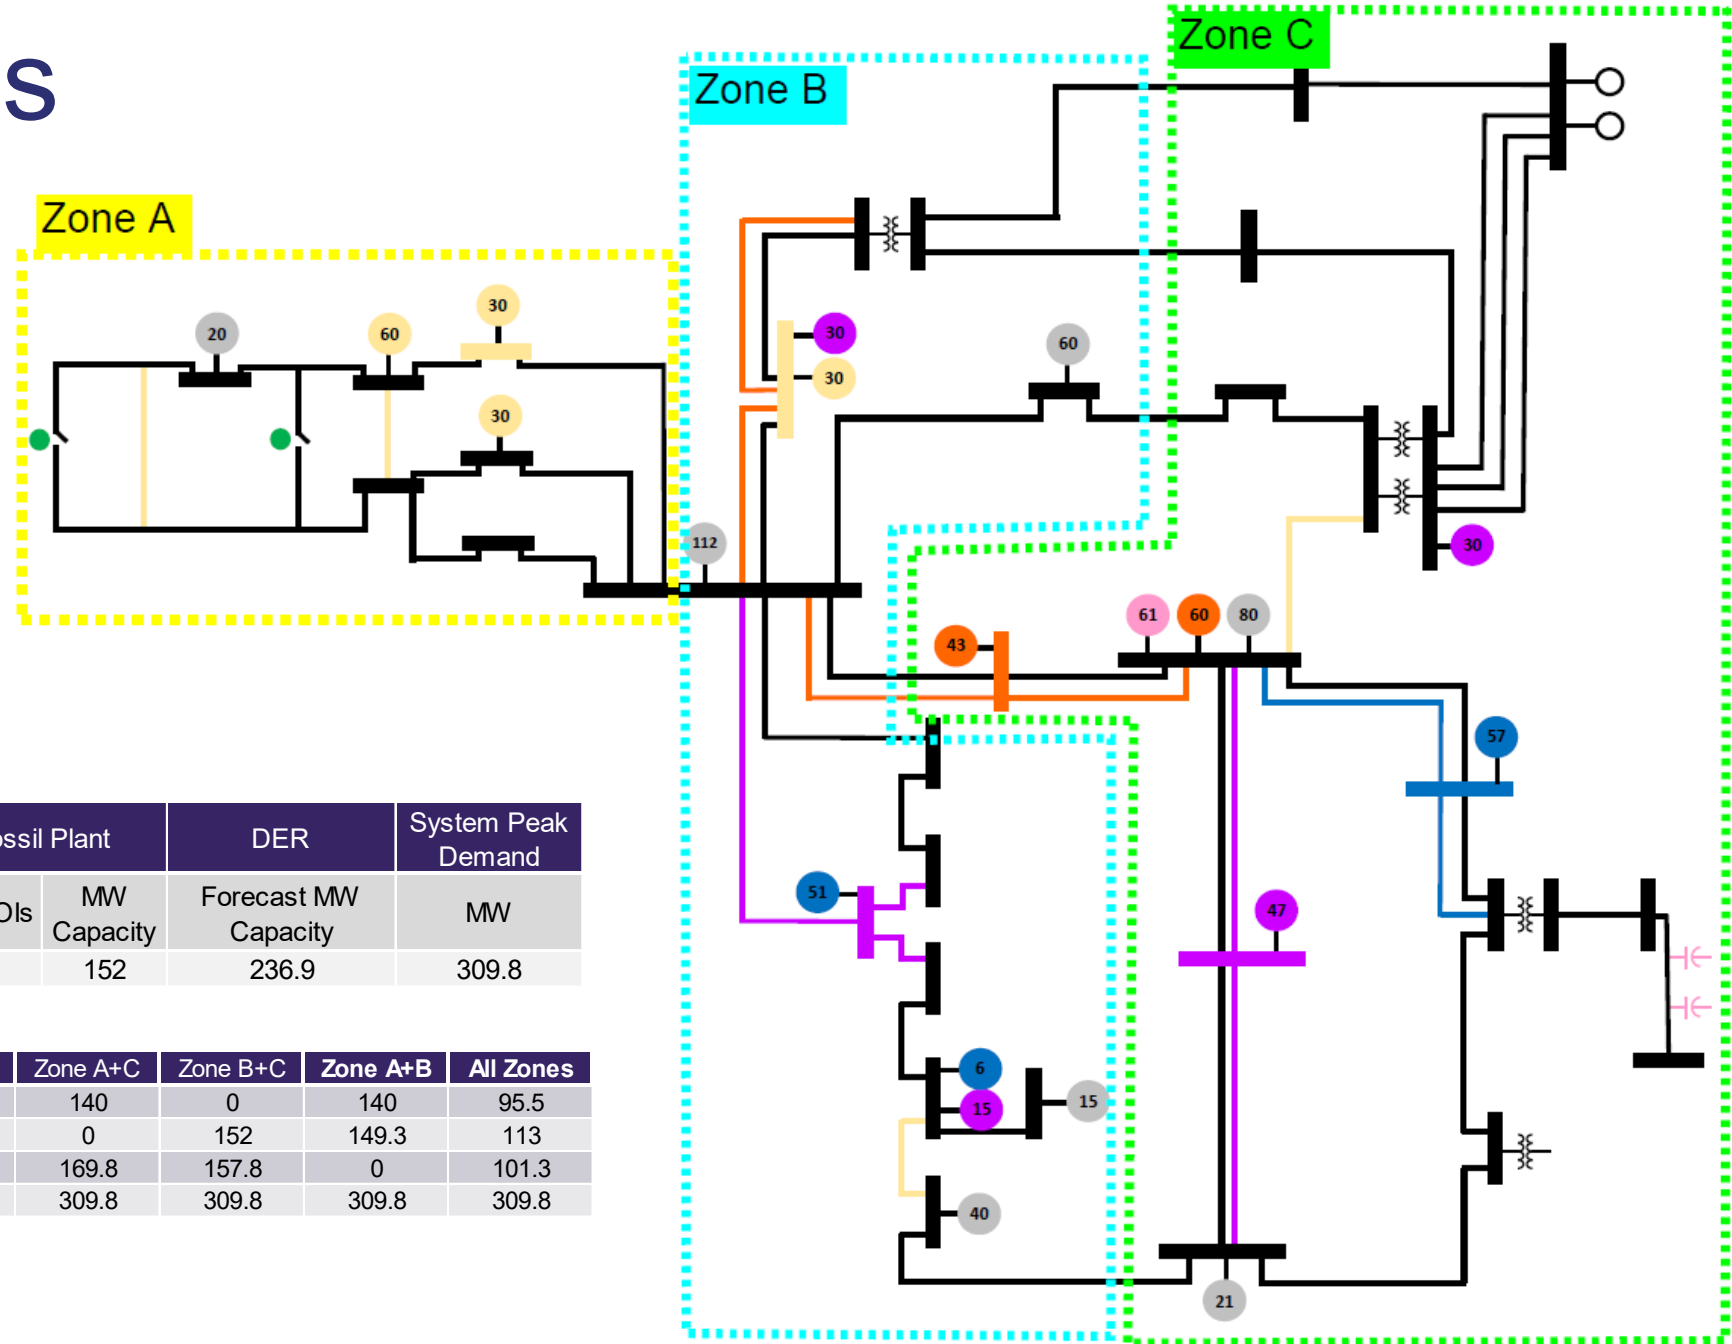 s
Zone C
Zone B
Zone A
30
20
60
30
30
30
60
30
112
30
61
60
80
43
57
51
47
6
15
15
40
21
ossil Plant DER System Peak Demand
OIs MW Capacity Forecast MW Capacity MW
152 236.9 309.8
Zone A+C Zone B+C Zone A+B All Zones
140 0 140 95.5
0 152 149.3 113
169.8 157.8 0 101.3
309.8 309.8 309.8 309.8